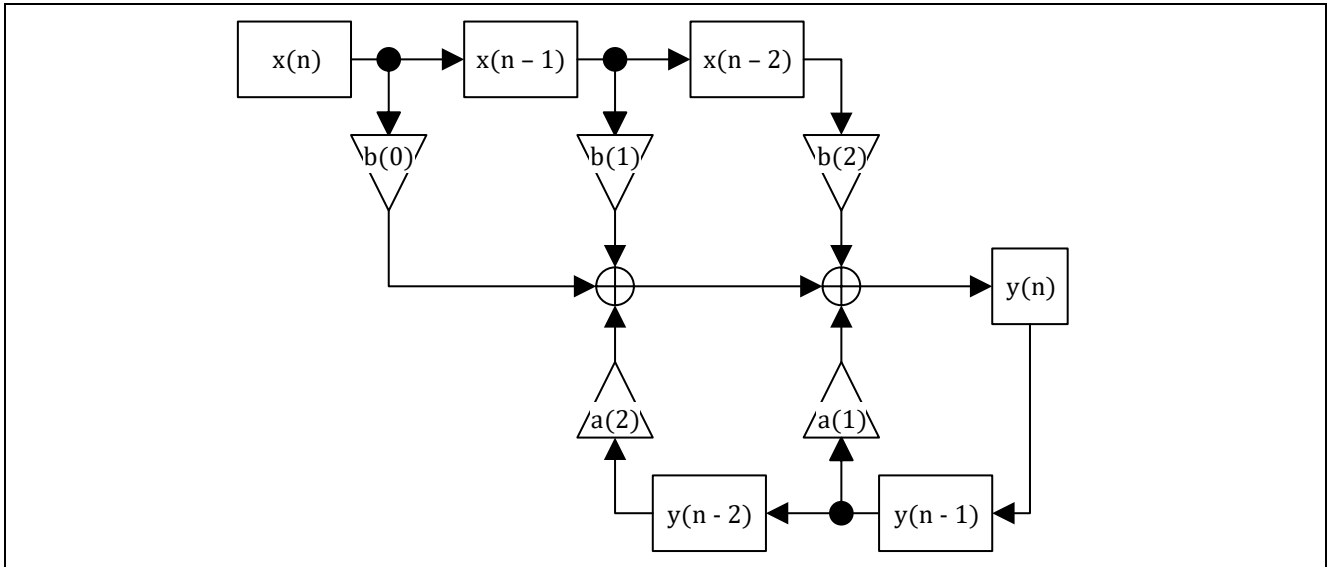 x(n) x(n – 1) x(n – 2)
b(0) b(1) b(2)
y(n)
a(2) a(1)
y(n - 2) y(n - 1)